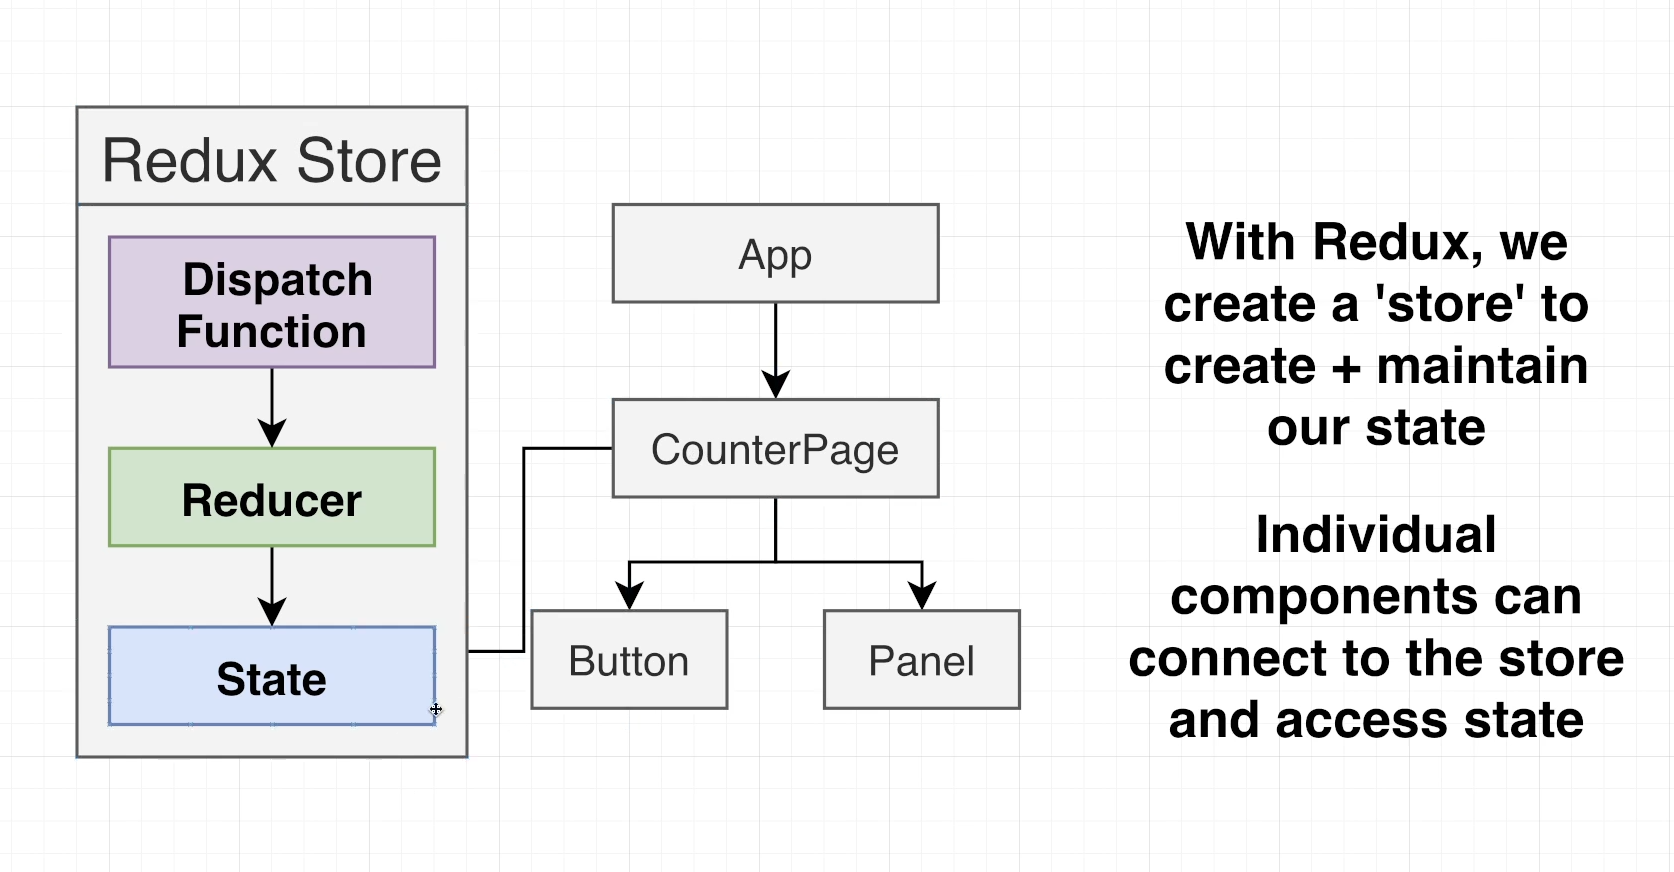 Redux Store
Dispatch
Function
Reducer
State
App
CounterPage
Button
Panel
With Redux, we
create a 'store' to
create + maintain
our state
Individual
components can
connect to the store
and access state